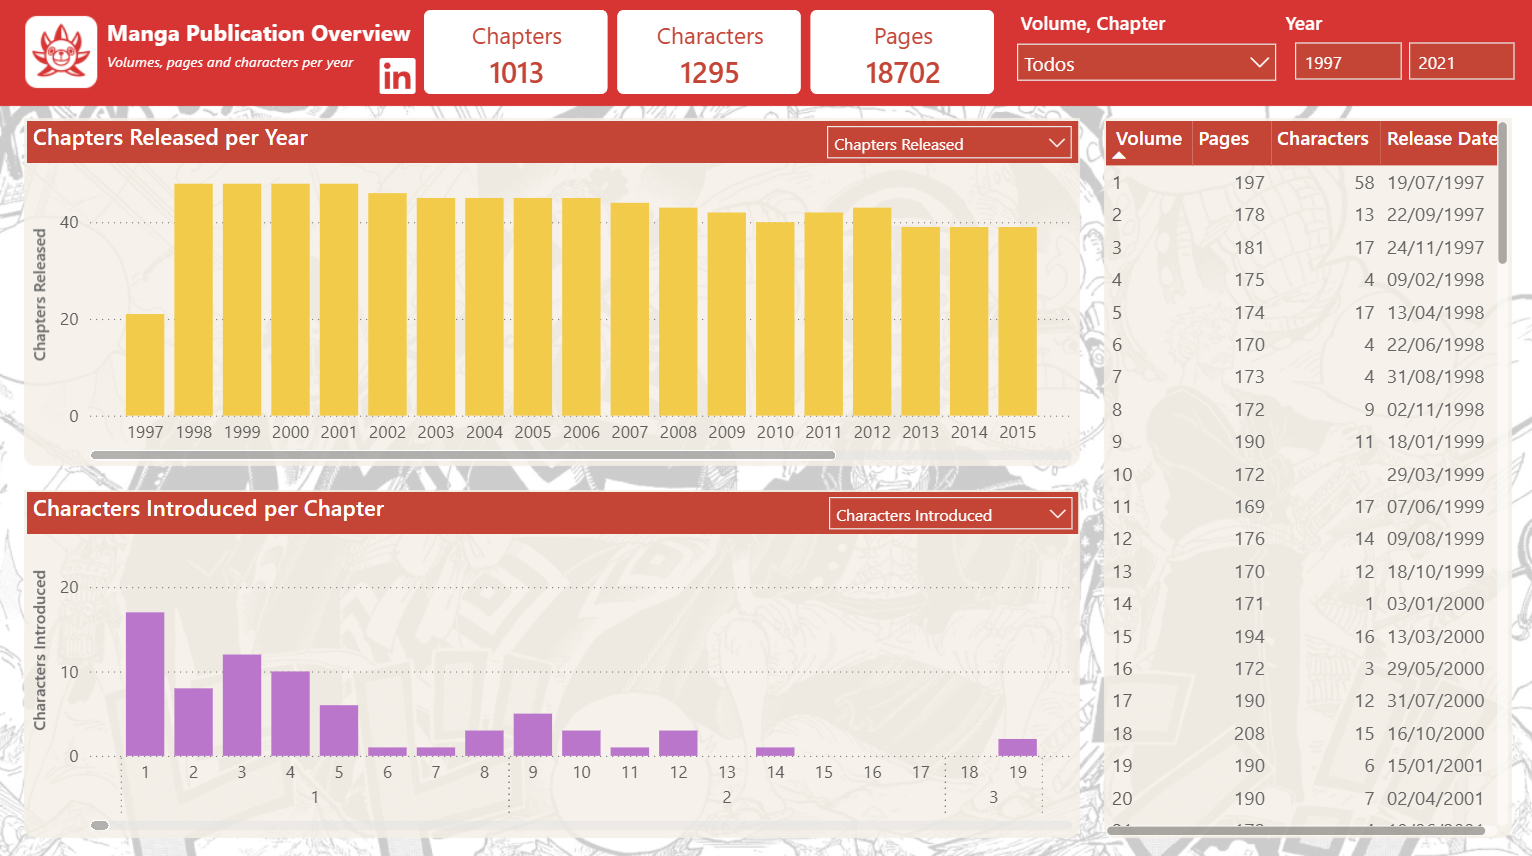 Manga Publication Overview
Volumes, pages and characters per year
in
Chapters
1013
Characters
1295
Pages
18702
Volume, Chapter
Todos
Year
1997
2021
Chapters Released per Year
Chapters Released
Chapters Released
40
20
0
1997 1998 1999 2000 2001 2002 2003 2004 2005 2006 2007 2008 2009 2010 2011 2012 2013 2014 2015
Characters Introduced per Chapter
Characters Introduced
Characters Introduced
20
10
0
1 2 3 4 5 6 7 8 9 10 11 12 13 14 15 16 17 18 19
1 2 3
Volume Pages Characters Release Date
1 197 58 19/07/1997
2 178 13 22/09/1997
3 181 17 24/11/1997
4 175 4 09/02/1998
5 174 17 13/04/1998
6 170 4 22/06/1998
7 173 4 31/08/1998
8 172 9 02/11/1998
9 190 11 18/01/1999
10 172 29/03/1999
11 169 17 07/06/1999
12 176 14 09/08/1999
13 170 12 18/10/1999
14 171 1 03/01/2000
15 194 16 13/03/2000
16 172 3 29/05/2000
17 190 12 31/07/2000
18 208 15 16/10/2000
19 190 6 15/01/2001
20 190 7 02/04/2001